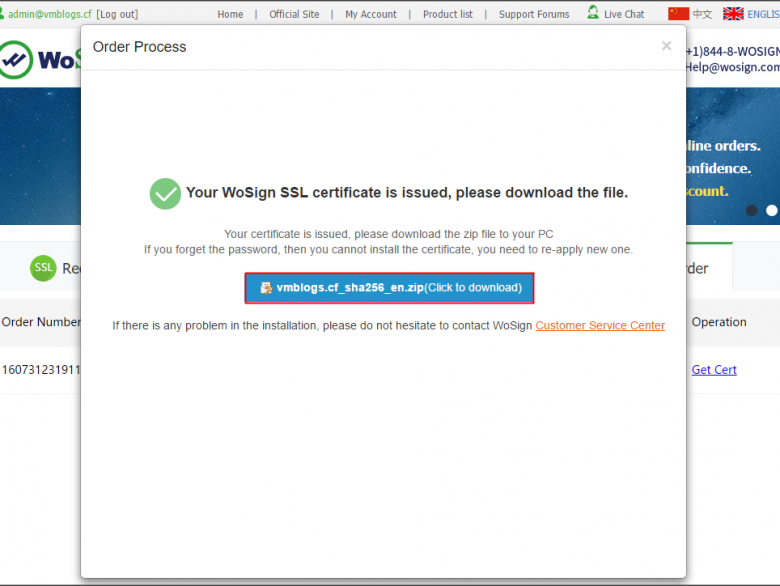 admin@vmblogs.cf [Log out] Home | Official Site | My Account | Product list | Support Forums Live Chat 中文 ENGLIS
Order Process ×
WoS
+1)844-8-WOSIGN
Help@wosign.com
line orders.
onfidence.
count.
Your WoSign SSL certificate is issued, please download the file.
Your certificate is issued, please download the zip file to your PC
If you forget the password, then you cannot install the certificate, you need to re-apply new one.
SSL Re
der
vmblogs.cf_sha256_en.zip(Click to download)
Order Number
If there is any problem in the installation, please do not hesitate to contact WoSign Customer Service Center
Operation
160731231911
Get Cert